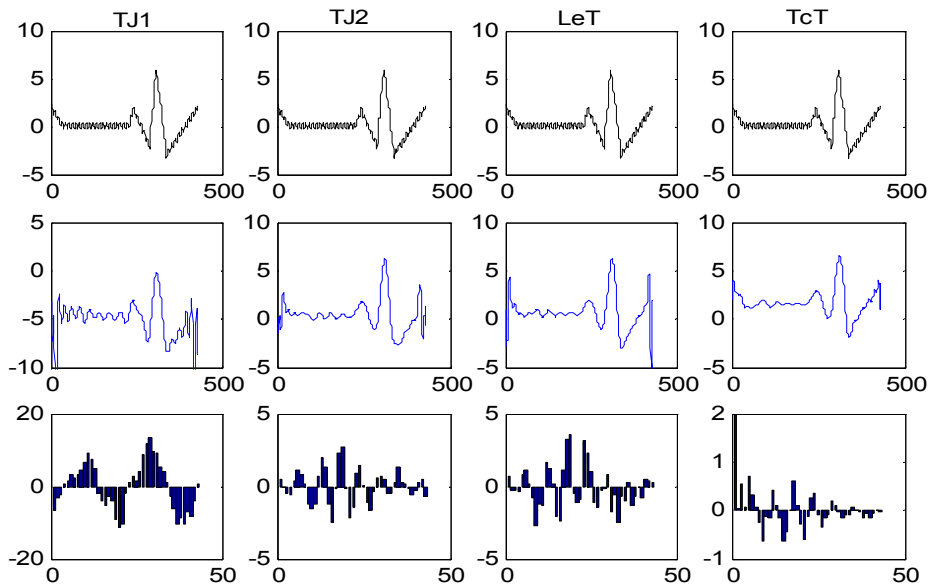 TJ1 TJ2 LeT TcT
10 10 10 10
5 5 5 5
0 0 0 0
-5 -5 -5 -5
0 500 0 500 0 500 0 500
5 10 10 10
0 5 5 5
-5 0 0 0
-10 -5 -5 -5
0 500 0 500 0 500 0 500
20 5 5 2
1
0 0 0 0
-20 -5 -5 -1
0 50 0 50 0 50 0 50